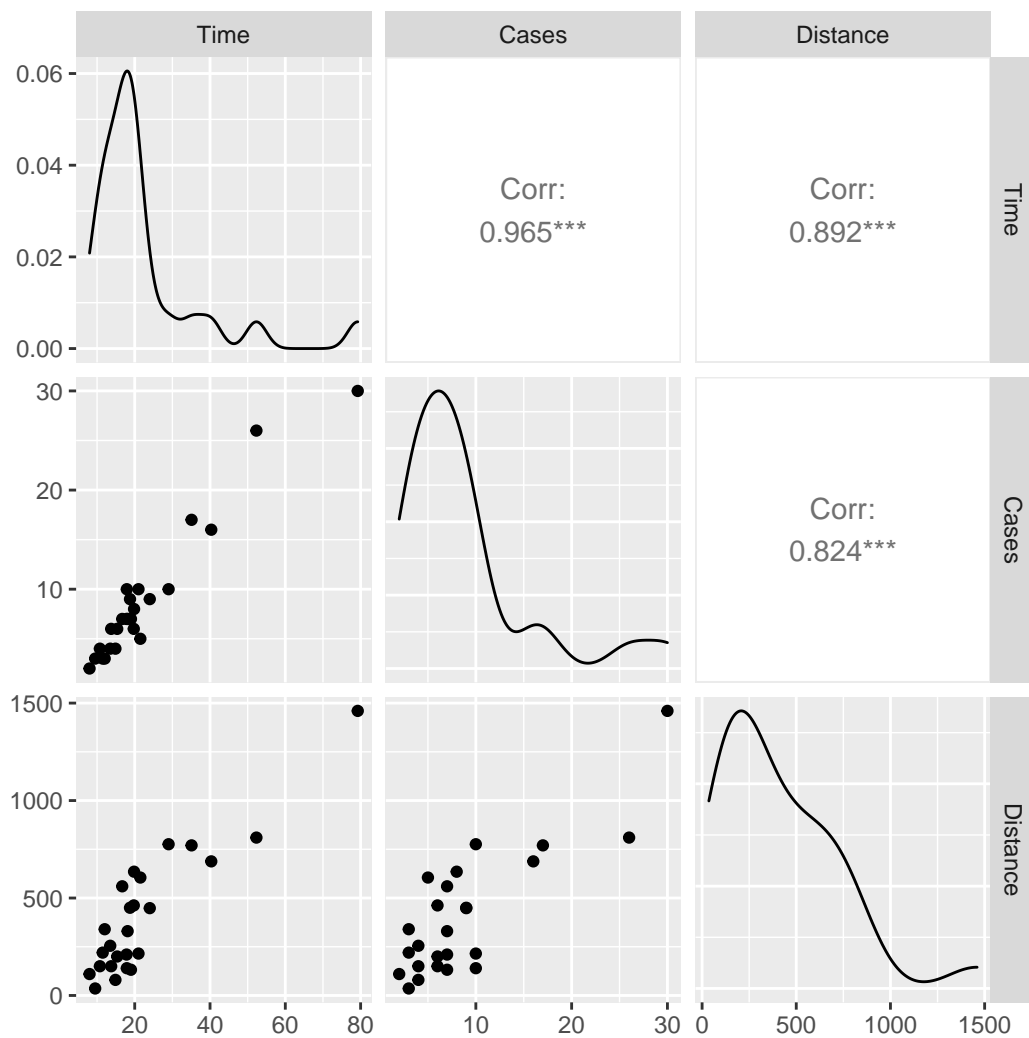 Time Cases Distance
0.06
0.04
0.02
0.00
Corr:
0.965***
Corr:
0.892***
Time
30
20
10
Corr:
0.824***
Cases
1500
1000
500
0
Distance
20 40 60 80
10 20 30
0 500 1000 1500